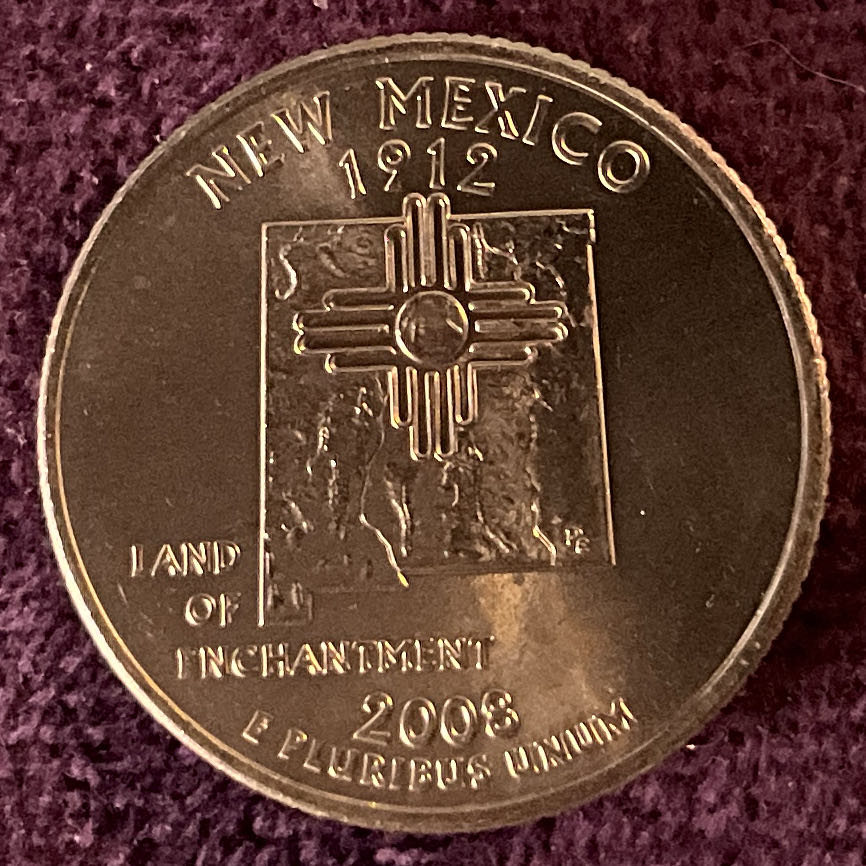 NEW MEXICO
1912
LAND
OF
ENCHANTMENT
2008
E PLURIBUS UNUM